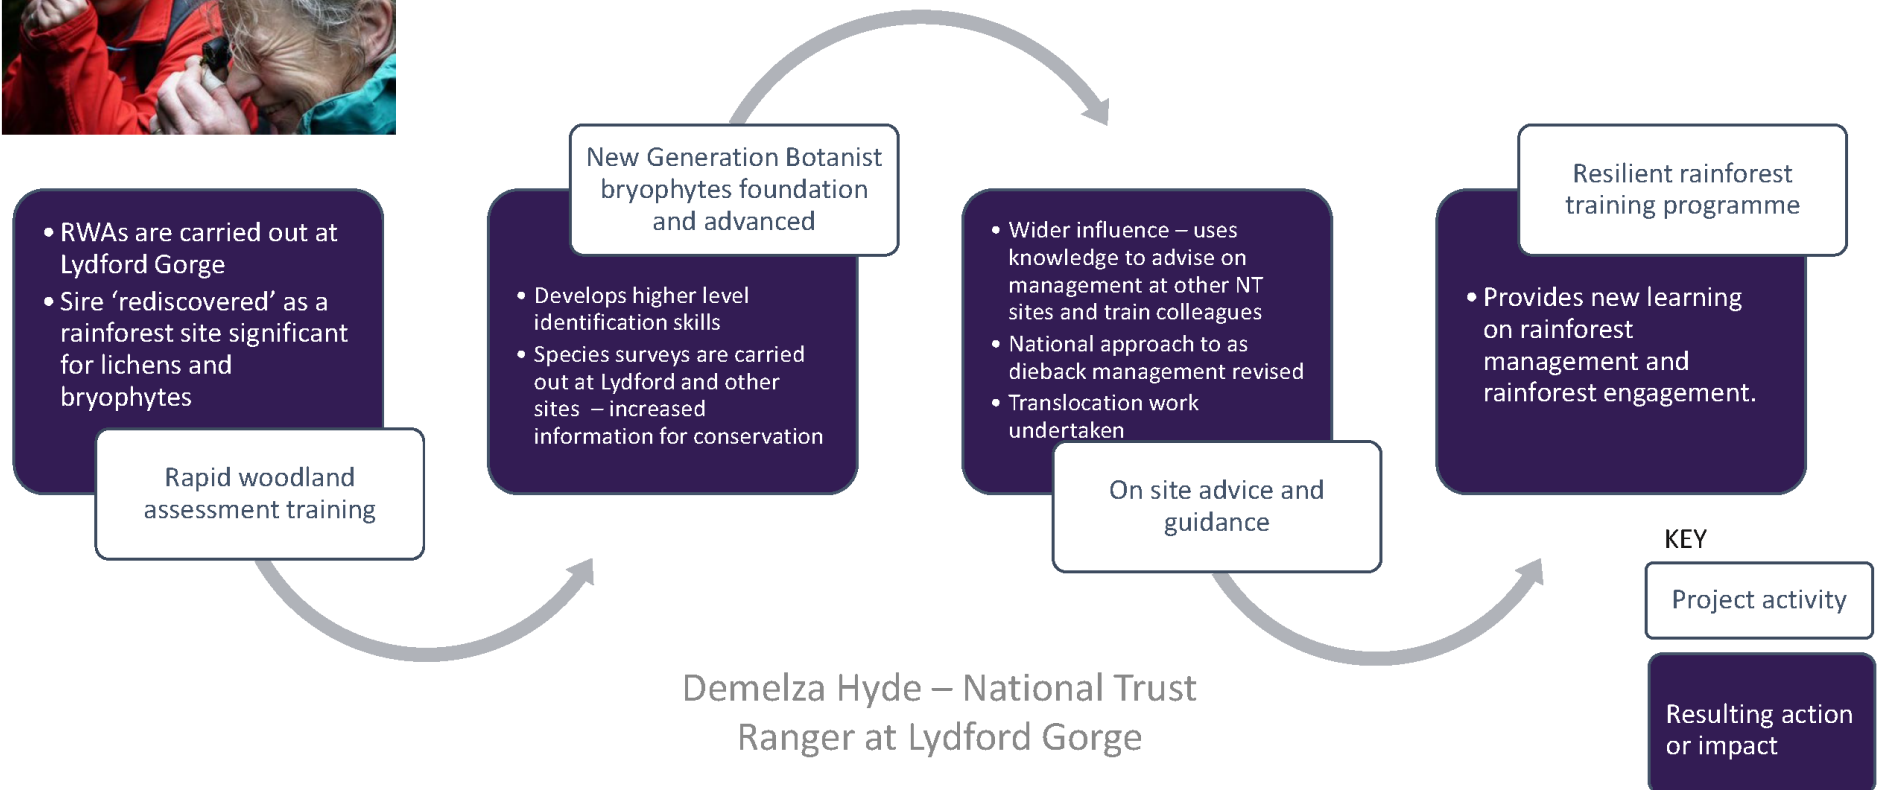 • RWAs are carried out at
Lydford Gorge
• Sire ‘rediscovered’ as a
rainforest site significant
for lichens and
bryophytes
Rapid woodland
assessment training
New Generation Botanist
bryophytes foundation
and advanced
• Develops higher level
identification skills
• Species surveys are carried
out at Lydford and other
sites – increased
information for conservation
• Wider influence – uses
knowledge to advise on
management at other NT
sites and train colleagues
• National approach to as
dieback management revised
• Translocation work
undertaken
On site advice and
guidance
Resilient rainforest
training programme
• Provides new learning
on rainforest
management and
rainforest engagement.
KEY
Project activity
Resulting action
or impact
Demelza Hyde – National Trust
Ranger at Lydford Gorge